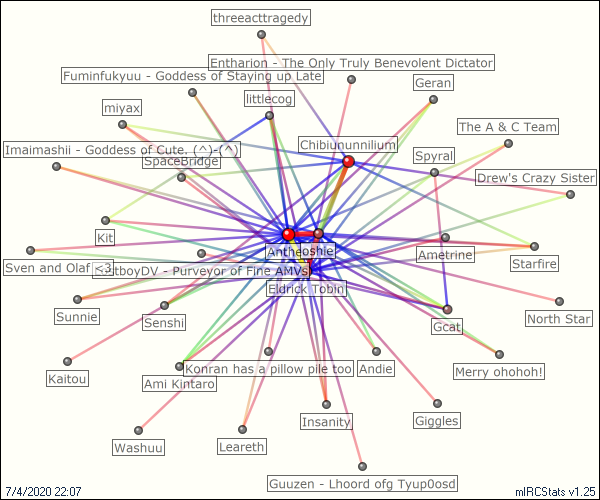 threeacttragedy
Entharion - The Only Truly Benevolent Dictator
Fuminfukyuu - Goddess of Staying up Late
Geran
littlecog
miyax
The A & C Team
Chibiununnilium
Imaimashii - Goddess of Cute, (^)-(^)
SpaceBridge
Spyral
Drew's Crazy Sister
Kit
Anthe
oshie
Ametrine
Starfire
Sven and Olaf <3
tboyDV - Purveyor of Fine AMVs
Eldrick Tobin
Sunnie
Senshi
Gcat
North Star
Kaitou
Ami Kintaro
Konran has a pillow pile too
Andie
Merry ohohoh!
Washuu
Leareth
Insanity
Giggles
Guuzen - Lhoord ofg Tyup0osd
7/4/2020 22:07
mIRCStats v1.25